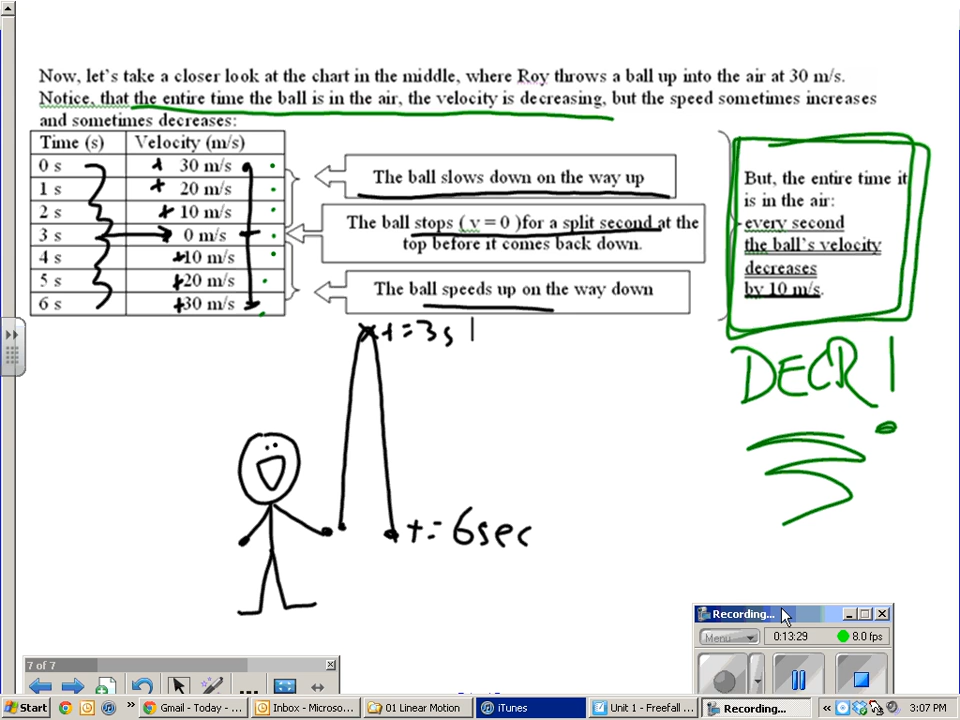 Now, let's take a closer look at the chart in the middle, where Roy throws a ball up into the air at 30 m/s.
Notice, that the entire time the ball is in the air, the velocity is decreasing, but the speed sometimes increases
and sometimes decreases:
Time (s) Velocity (m/s)
0 s + 30 m/s
1 s + 20 m/s
2 s + 10 m/s
3 s 0 m/s
4 s -10 m/s
5 s -20 m/s
6 s -30 m/s
The ball slows down on the way up
The ball stops ( v = 0 )for a split second at the
top before it comes back down.
The ball speeds up on the way down
But, the entire time it
is in the air:
every second
the ball's velocity
decreases
by 10 m/s.
DECR!
t=3s
t=6sec
Recording...
Menu
0:13:29
8.0 fps
7 of 7
Start
Gmail - Today - ...
Inbox - Microso...
01 Linear Motion
iTunes
Unit 1 - Freefall ...
Recording...
3:07 PM